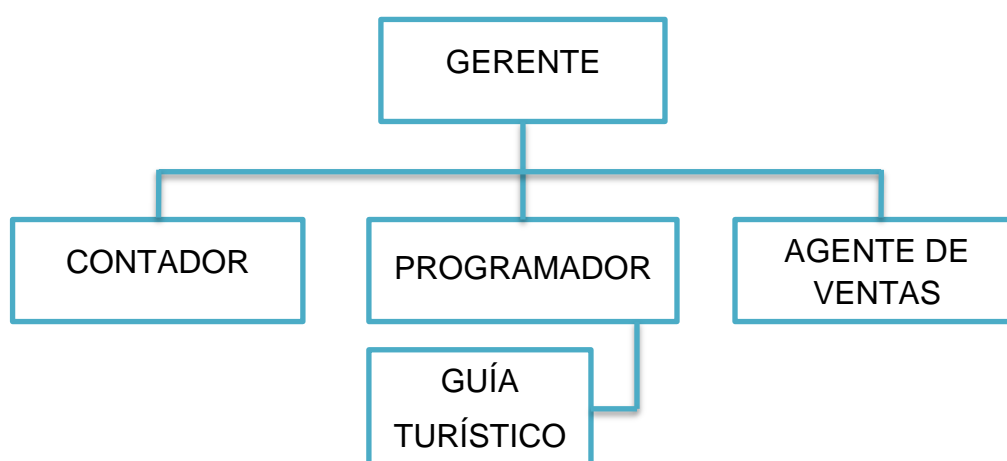 GERENTE
CONTADOR
PROGRAMADOR
AGENTE DE
VENTAS
GUÍA
TURÍSTICO